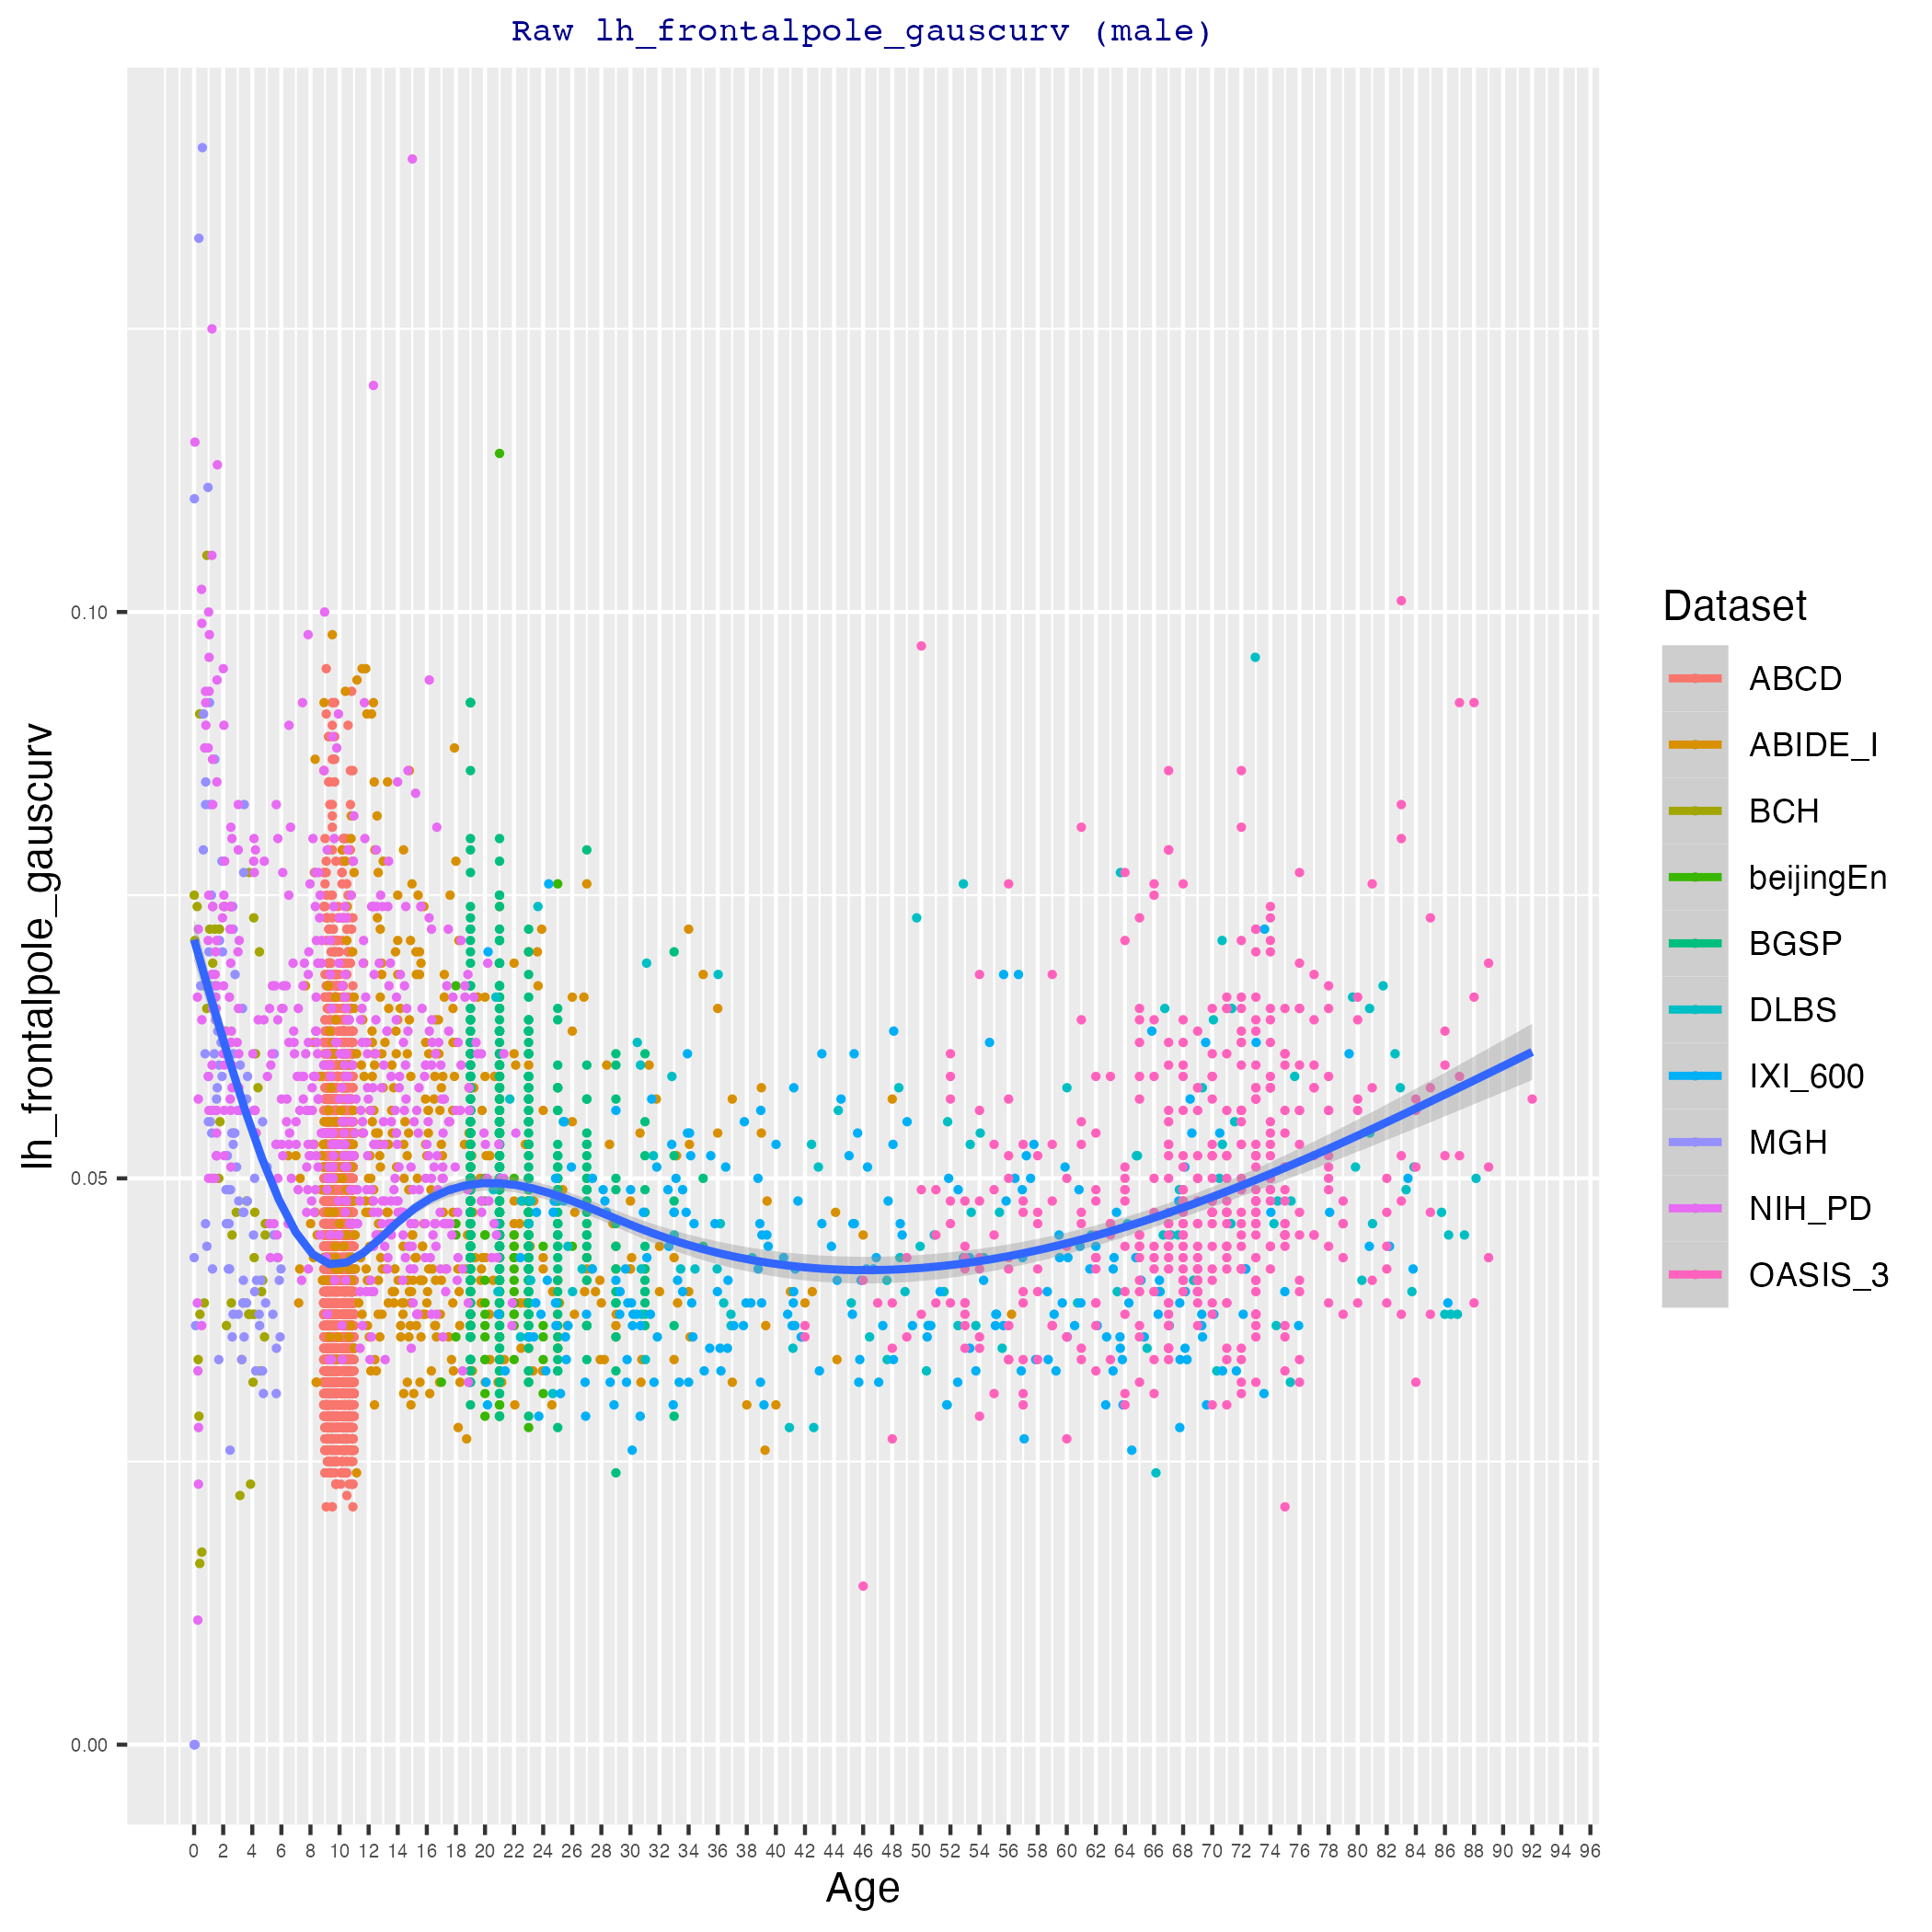 Raw lh_frontalpole_gauscurv (male)
lh_frontalpole_gauscurv
0.10
0.05
0.00
0 2 4 6 8 10 12 14 16 18 20 22 24 26 28 30 32 34 36 38 40 42 44 46 48 50 52 54 56 58 60 62 64 66 68 70 72 74 76 78 80 82 84 86 88 90 92 94 96
Age
Dataset
ABCD
ABIDE_I
BCH
beijingEn
BGSP
DLBS
IXI_600
MGH
NIH_PD
OASIS_3